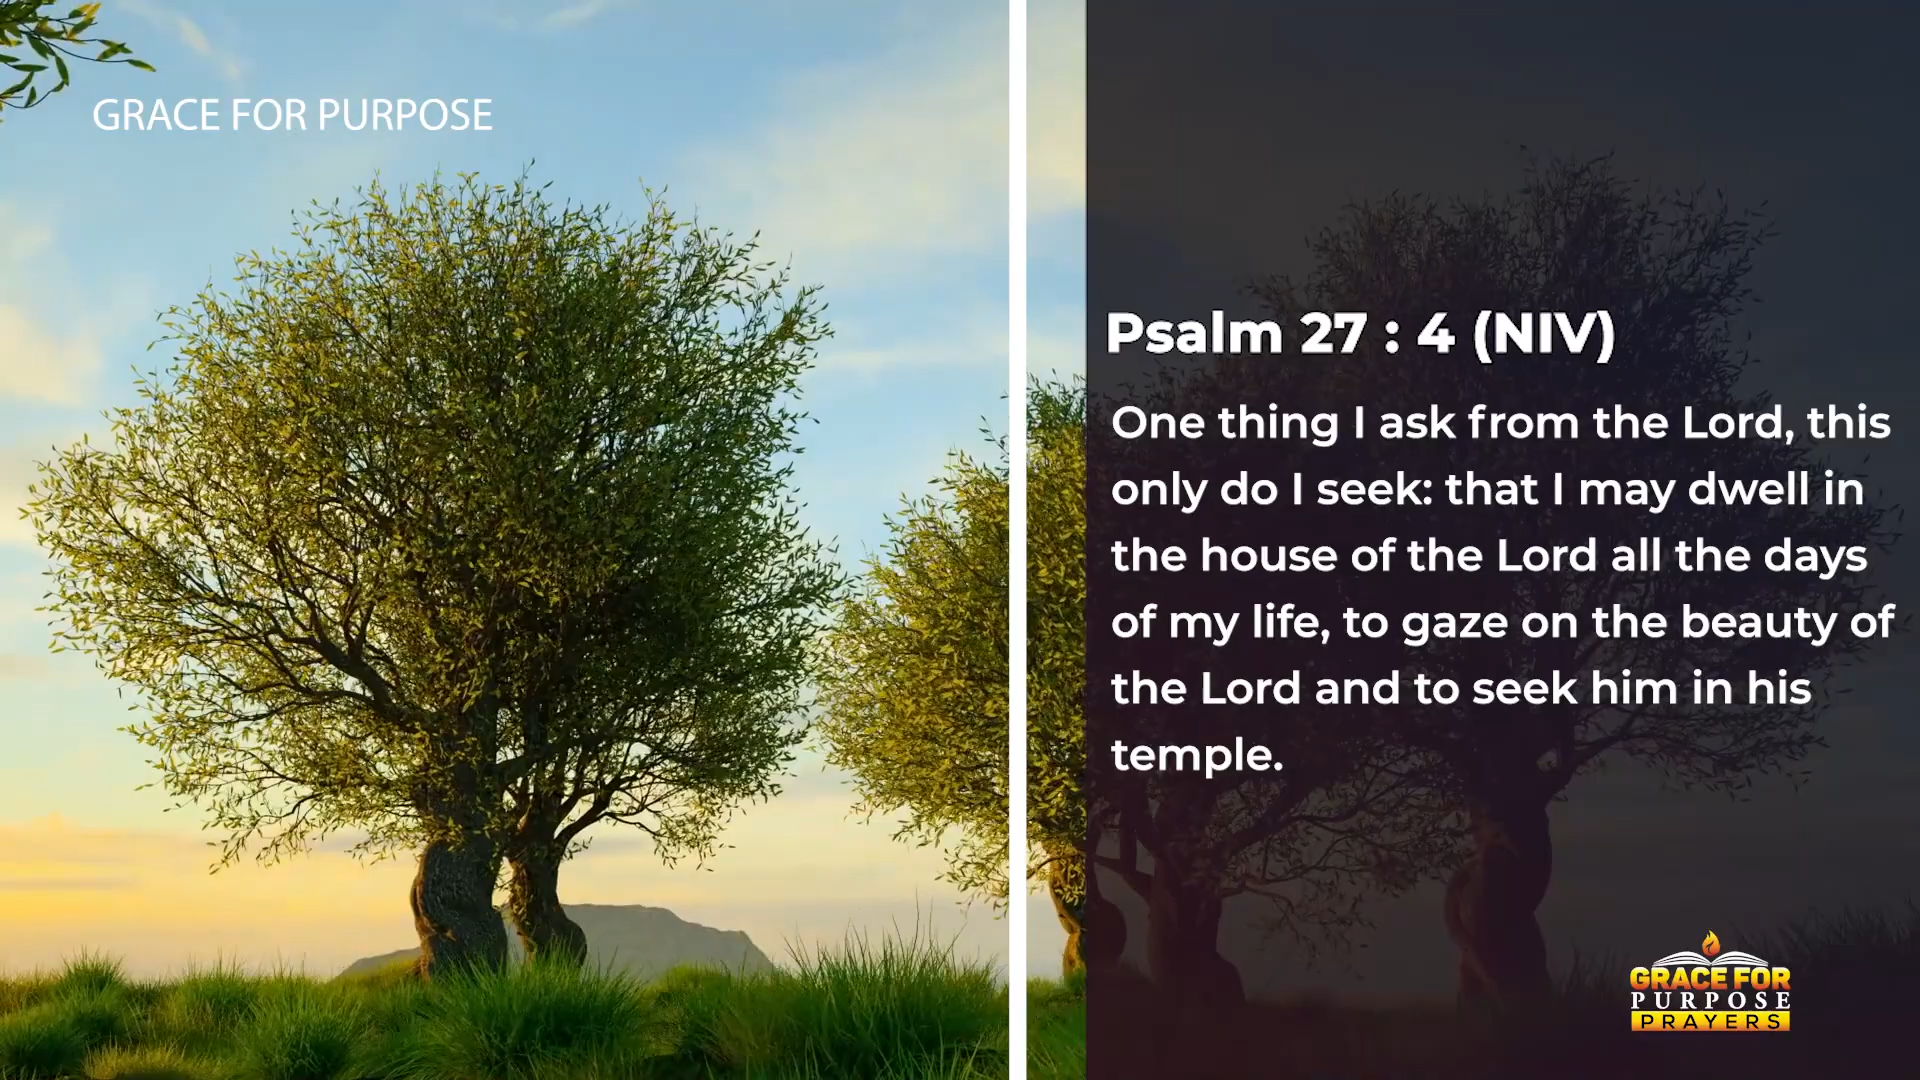 GRACE FOR PURPOSE
Psalm 27 : 4 (NIV)
One thing I ask from the Lord, this
only do I seek: that I may dwell in
the house of the Lord all the days
of my life, to gaze on the beauty of
the Lord and to seek him in his
temple.
GRACE FOR
PURPOSE
PRAYERS